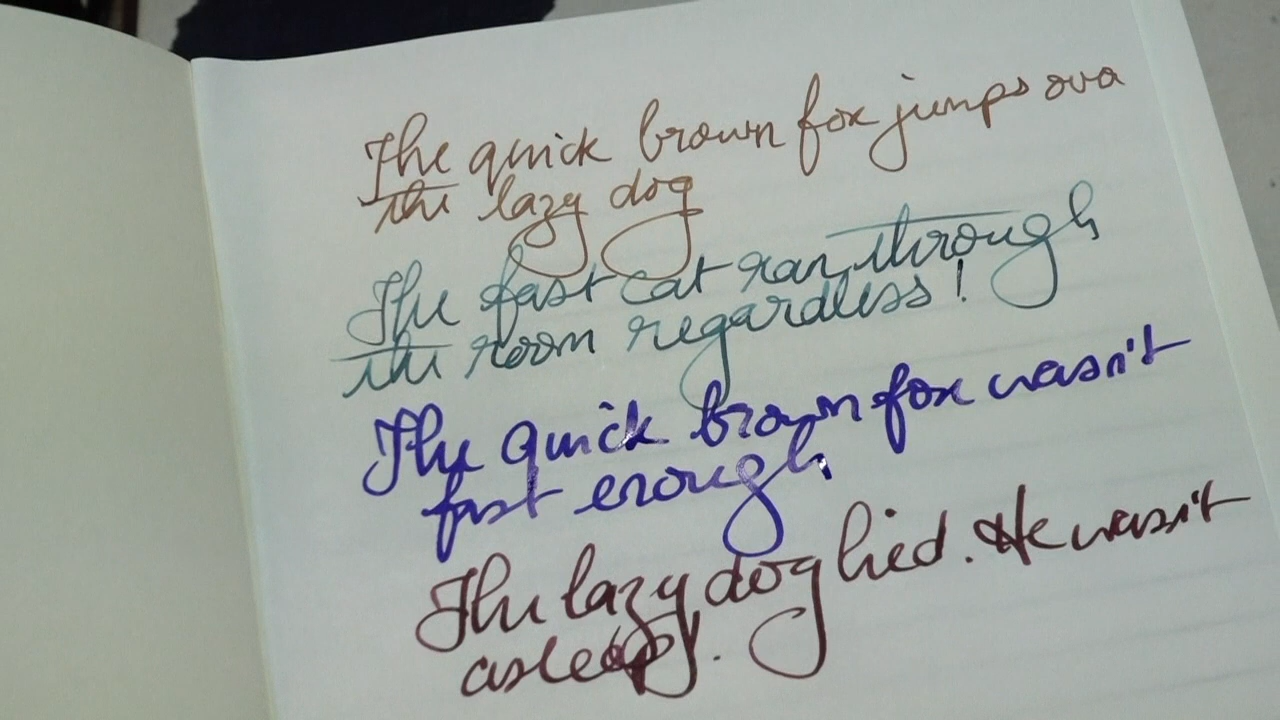 The quick brown fox jumps over
the lazy dog
The fast cat ran through
the room regardless!
The quick brown fox wasn't
fast enough
The lazy dog lied. He wasn't
asleep.